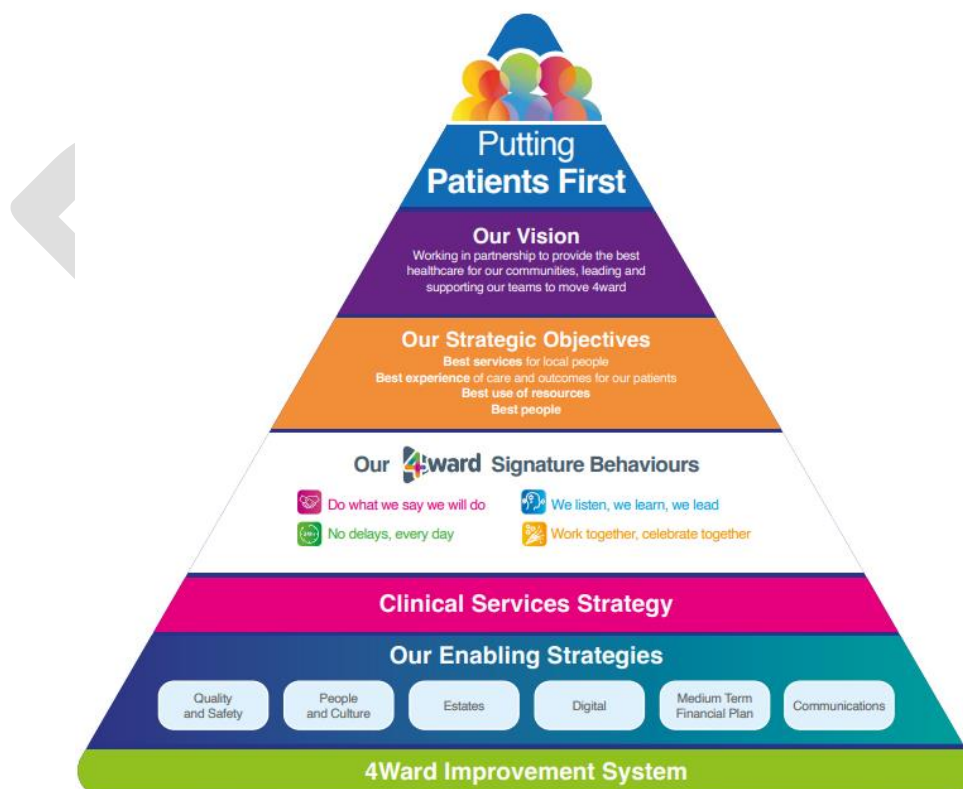 Putting
Patients First
Our Vision
Working in partnership to provide the best
healthcare for our communities, leading and
supporting our teams to move 4ward
Our Strategic Objectives
Best services for local people
Best experience of care and outcomes for our patients
Best use of resources
Best people
Our 4ward Signature Behaviours
Do what we say we will do
We listen, we learn, we lead
No delays, every day
Work together, celebrate together
Clinical Services Strategy
Our Enabling Strategies
Quality
and Safety
People
and Culture
Estates
Digital
Medium Term
Financial Plan
Communications
4Ward Improvement System